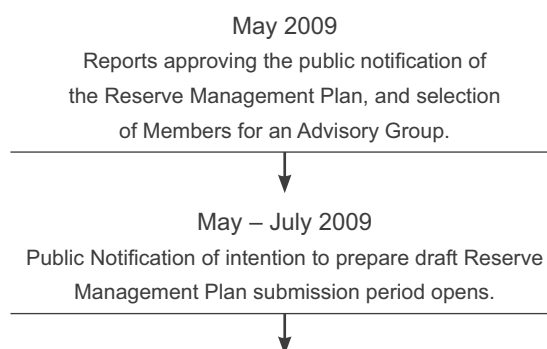 May 2009
Reports approving the public notification of
the Reserve Management Plan, and selection
of Members for an Advisory Group.
May – July 2009
Public Notification of intention to prepare draft Reserve
Management Plan submission period opens.